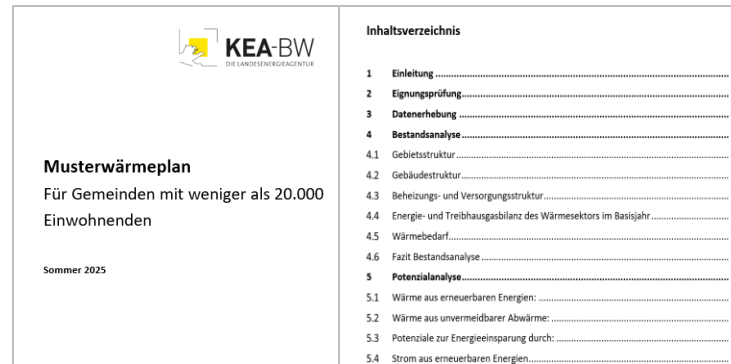 KEA-BW
DIE LANDESENERGIEAGENTUR
Musterwärmeplan
Für Gemeinden mit weniger als 20.000
Einwohnenden
Sommer 2025
Inhaltsverzeichnis
1 Einleitung
2 Eignungsprüfung
3 Datenerhebung
4 Bestandsanalyse
4.1 Gebietsstruktur
4.2 Gebäudestruktur
4.3 Beheizungs- und Versorgungsstruktur
4.4 Energie- und Treibhausgasbilanz des Wärmesektors im Basisjahr
4.5 Wärmebedarf
4.6 Fazit Bestandsanalyse
5 Potenzialanalyse
5.1 Wärme aus erneuerbaren Energien:
5.2 Wärme aus unvermeidbarer Abwärme:
5.3 Potenziale zur Energieeinsparung durch:
5.4 Strom aus erneuerbaren Energien